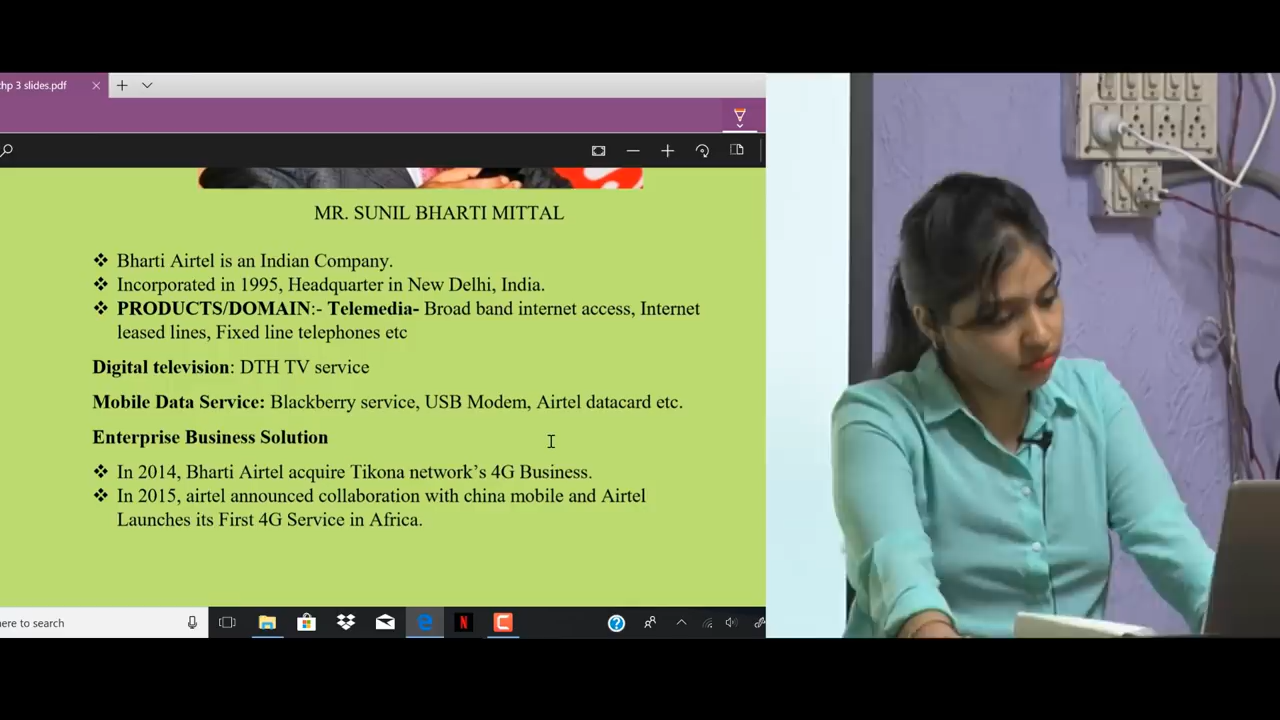 hp 3 slides.pdf
MR. SUNIL BHARTI MITTAL
❖ Bharti Airtel is an Indian Company.
❖ Incorporated in 1995, Headquarter in New Delhi, India.
❖ PRODUCTS/DOMAIN:- Telemedia- Broad band internet access, Internet
leased lines, Fixed line telephones etc
Digital television: DTH TV service
Mobile Data Service: Blackberry service, USB Modem, Airtel datacard etc.
Enterprise Business Solution
❖ In 2014, Bharti Airtel acquire Tikona network’s 4G Business.
❖ In 2015, airtel announced collaboration with china mobile and Airtel
Launches its First 4G Service in Africa.
ere to search